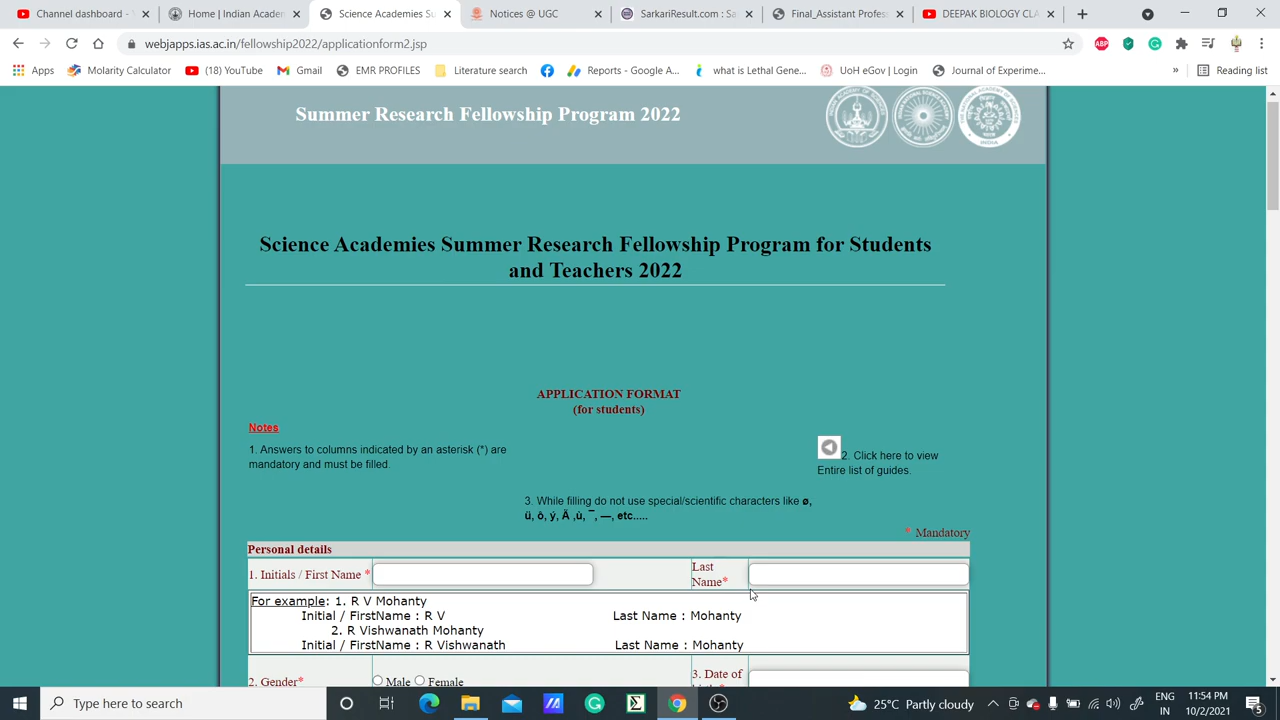 Channel dashboard -
Home | Indian Academ
Science Academies Su
Notices @ UGC
SarkariResult.com : Sa
Final_Assistant Profes
DEEPAK BIOLOGY CLA
webjapps.ias.ac.in/fellowship2022/applicationform2.jsp
Apps
Molarity Calculator
(18) YouTube
Gmail
EMR PROFILES
Literature search
Reports - Google A...
what is Lethal Gene...
UoH eGov | Login
Journal of Experime...
»
Reading list
Summer Research Fellowship Program 2022
Science Academies Summer Research Fellowship Program for Students
and Teachers 2022
APPLICATION FORMAT
(for students)
Notes
1. Answers to columns indicated by an asterisk (*) are
mandatory and must be filled.
2. Click here to view
Entire list of guides.
3. While filling do not use special/scientific characters like ø,
ü, ò, ý, Ä ,ù, ¯, —, etc.....
* Mandatory
Personal details
1. Initials / First Name *
Last
Name*
For example: 1. R V Mohanty
Initial / FirstName : R V Last Name : Mohanty
2. R Vishwanath Mohanty
Initial / FirstName : R Vishwanath Last Name : Mohanty
2. Gender* Male Female
3. Date of
Type here to search
25°C Partly cloudy
ENG
IN
11:54 PM
10/2/2021
5